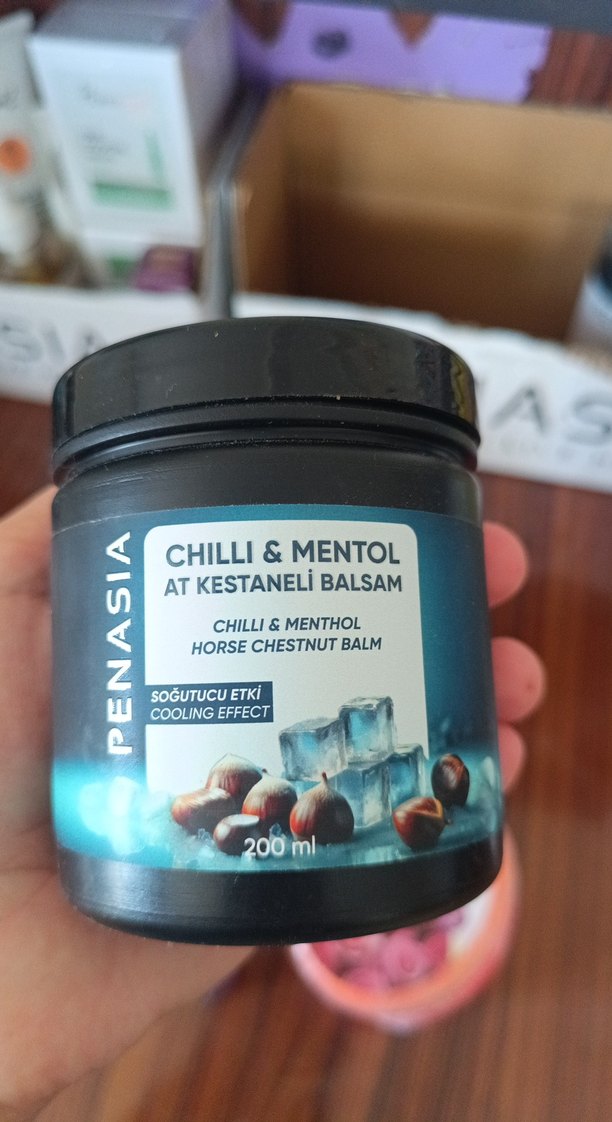 PENASIA
CHILLI & MENTOL
AT KESTANELİ BALSAM
CHILLI & MENTHOL
HORSE CHESTNUT BALM
SOĞUTUCU ETKİ
COOLING EFFECT
200 ml